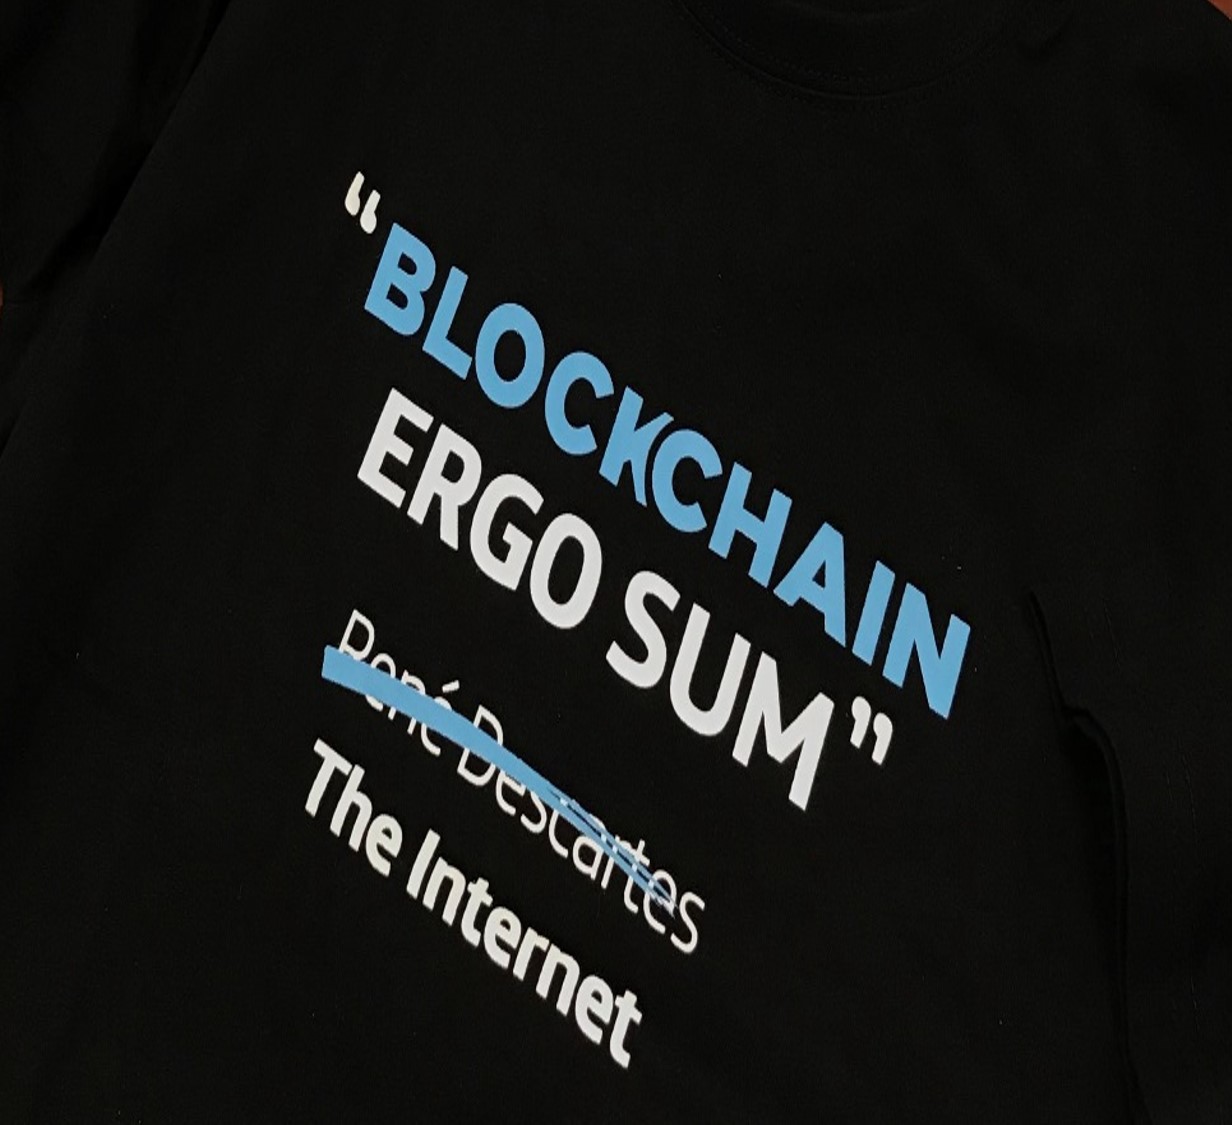 “BLOCKCHAIN
ERGO SUM”
René Descartes
The Internet